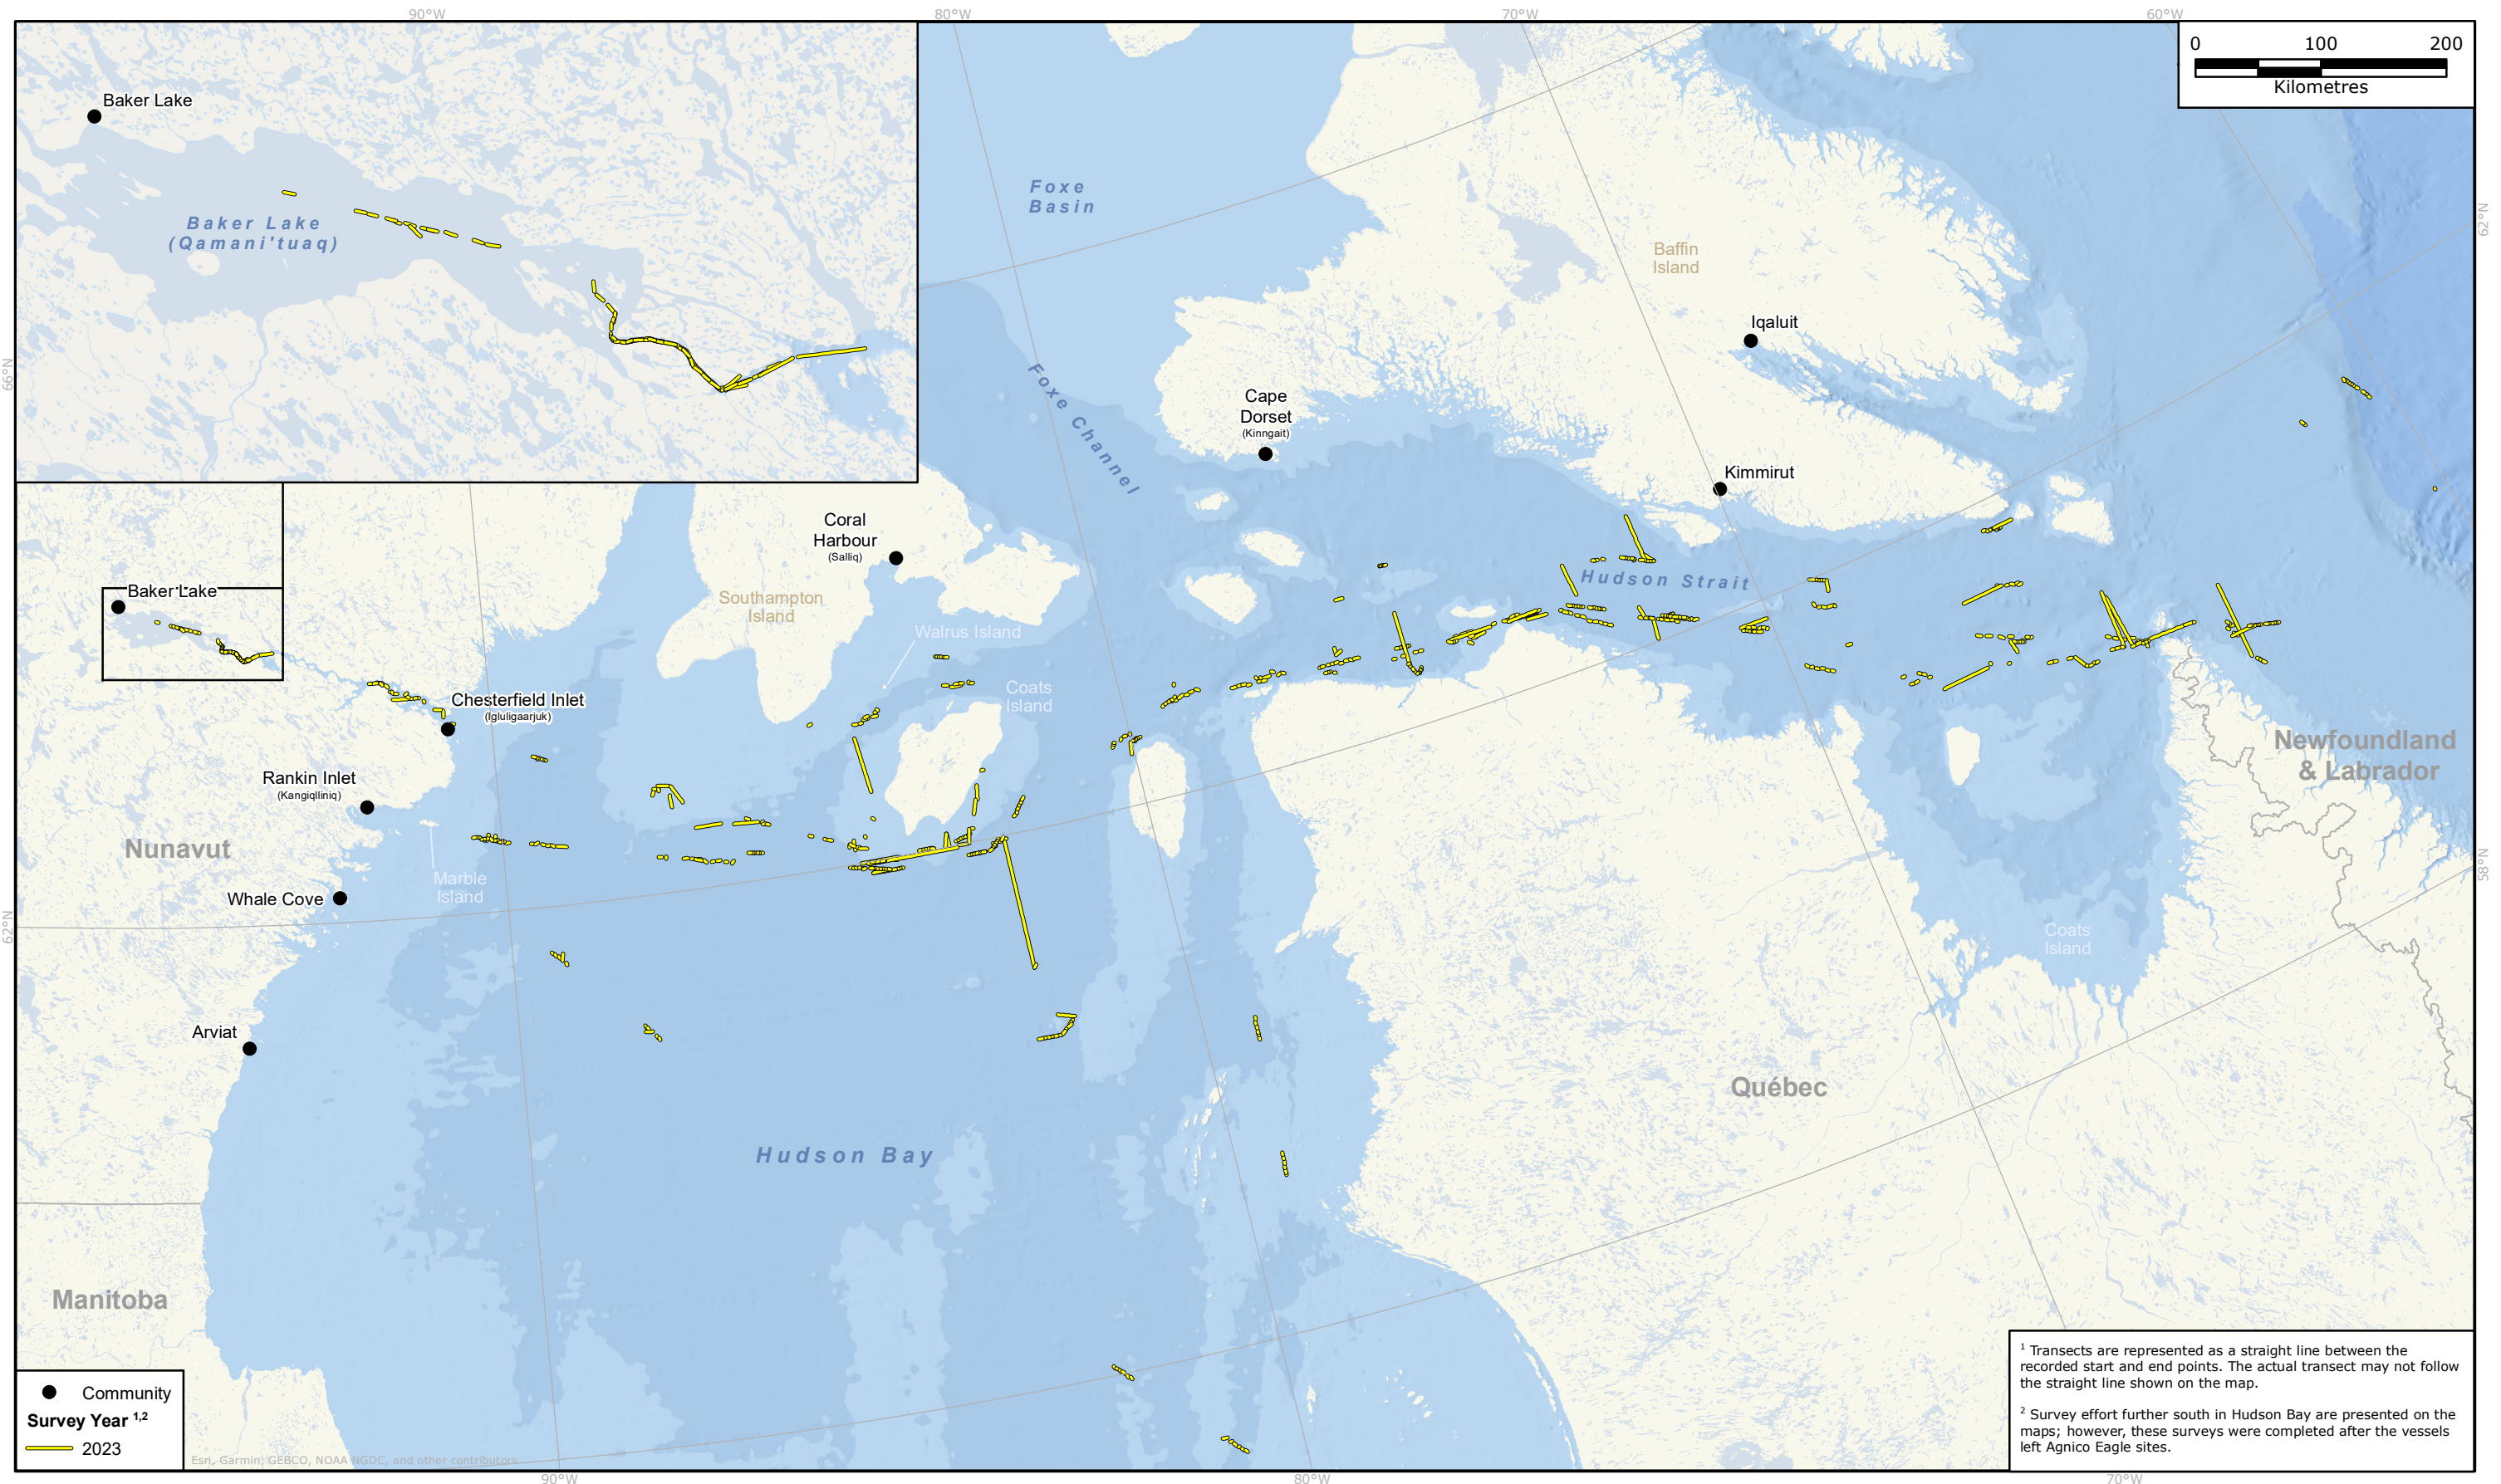 90°W
80°W
70°W
60°W
0 100 200
Kilometres
Baker Lake
Baker Lake
(Qamani'tuaq)
Foxe
Basin
Baffin
Island
62°N
Iqaluit
66°N
Foxe Channel
Cape
Dorset
(Kinngait)
Kimmirut
Coral
Harbour
(Salliq)
Hudson Strait
Baker Lake
Southampton
Island
Walrus Island
Coats
Island
Chesterfield Inlet
(Igluligaarjuk)
Newfoundland
& Labrador
Rankin Inlet
(Kangiqlliniq)
Nunavut
Marble
Island
58°N
Whale Cove
62°N
Coats
Island
Arviat
Québec
Hudson Bay
Manitoba
Community
Survey Year 1,2
2023
Esri, Garmin, GEBCO, NOAA NGDC, and other contributors
1 Transects are represented as a straight line between the
recorded start and end points. The actual transect may not follow
the straight line shown on the map.
2 Survey effort further south in Hudson Bay are presented on the
maps; however, these surveys were completed after the vessels
left Agnico Eagle sites.
90°W
80°W
70°W